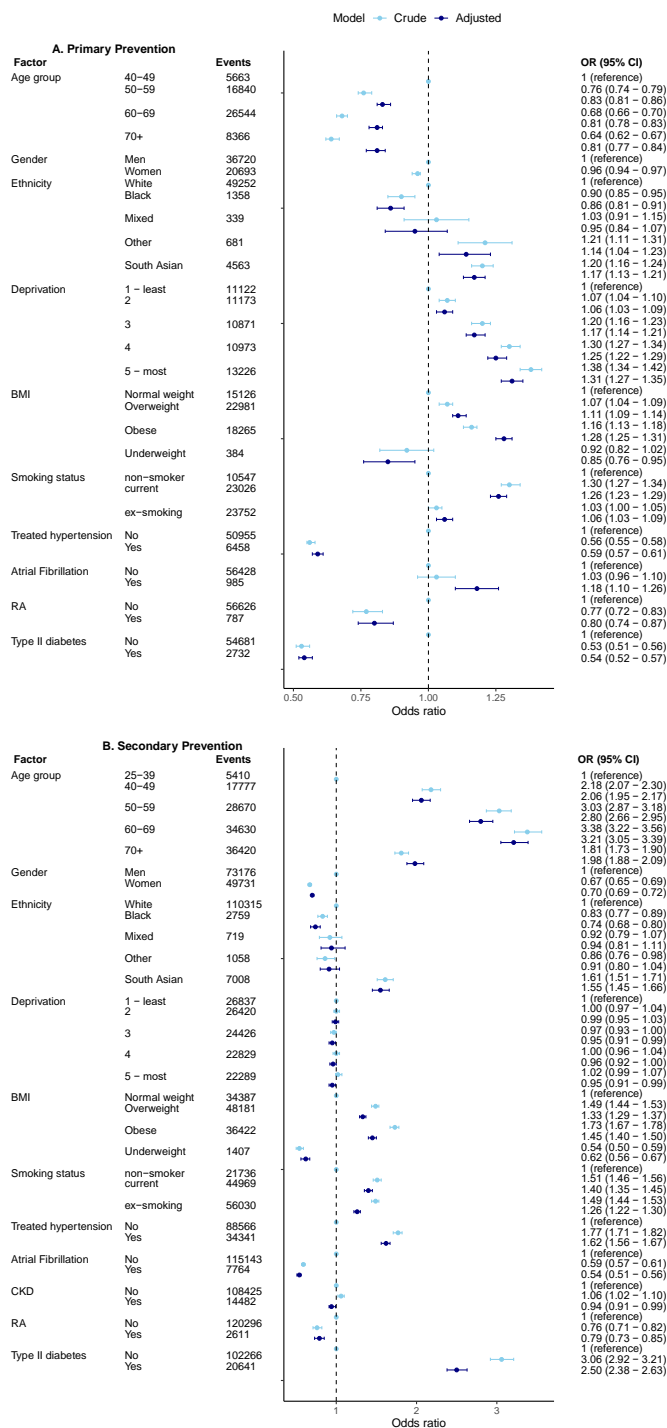 Model Crude Adjusted
A. Primary Prevention
Factor Events OR (95% CI)
Age group 40−49 5663 1 (reference)
50−59 16840 0.76 (0.74 − 0.79)
0.83 (0.81 − 0.86)
60−69 26544 0.68 (0.66 − 0.70)
0.81 (0.78 − 0.83)
70+ 8366 0.64 (0.62 − 0.67)
0.81 (0.77 − 0.84)
Gender Men 36720 1 (reference)
Women 20693 0.96 (0.94 − 0.97)
Ethnicity White 49252 1 (reference)
Black 1358 0.90 (0.85 − 0.95)
0.86 (0.81 − 0.91)
Mixed 339 1.03 (0.91 − 1.15)
0.95 (0.84 − 1.07)
Other 681 1.21 (1.11 − 1.31)
1.14 (1.04 − 1.23)
South Asian 4563 1.20 (1.16 − 1.24)
1.17 (1.13 − 1.21)
Deprivation 1 − least 11122 1 (reference)
2 11173 1.07 (1.04 − 1.10)
1.06 (1.03 − 1.09)
3 10871 1.20 (1.16 − 1.23)
1.17 (1.14 − 1.21)
4 10973 1.30 (1.27 − 1.34)
1.25 (1.22 − 1.29)
5 − most 13226 1.38 (1.34 − 1.42)
1.31 (1.27 − 1.35)
BMI Normal weight 15126 1 (reference)
Overweight 22981 1.07 (1.04 − 1.09)
1.11 (1.09 − 1.14)
Obese 18265 1.16 (1.13 − 1.18)
1.28 (1.25 − 1.31)
Underweight 384 0.92 (0.82 − 1.02)
0.85 (0.76 − 0.95)
Smoking status non−smoker 10547 1 (reference)
current 23026 1.30 (1.27 − 1.34)
1.26 (1.23 − 1.29)
ex−smoking 23752 1.03 (1.00 − 1.05)
1.06 (1.03 − 1.09)
Treated hypertension No 50955 1 (reference)
Yes 6458 0.56 (0.55 − 0.58)
0.59 (0.57 − 0.61)
Atrial Fibrillation No 56428 1 (reference)
Yes 985 1.03 (0.96 − 1.10)
1.18 (1.10 − 1.26)
RA No 56626 1 (reference)
Yes 787 0.77 (0.72 − 0.83)
0.80 (0.74 − 0.87)
Type II diabetes No 54681 1 (reference)
Yes 2732 0.53 (0.51 − 0.56)
0.54 (0.52 − 0.57)
0.50 0.75 1.00 1.25
Odds ratio
B. Secondary Prevention
Factor Events OR (95% CI)
Age group 25-39 5410 1 (reference)
40−49 17777 2.18 (2.07 − 2.30)
2.06 (1.95 − 2.17)
50−59 28670 3.03 (2.87 − 3.18)
2.80 (2.66 − 2.95)
60−69 34630 3.38 (3.22 − 3.56)
3.21 (3.05 − 3.39)
70+ 36420 1.81 (1.73 − 1.90)
1.98 (1.88 − 2.09)
Gender Men 73176 1 (reference)
Women 49731 0.67 (0.65 − 0.69)
0.70 (0.69 − 0.72)
Ethnicity White 110315 1 (reference)
Black 2759 0.83 (0.77 − 0.89)
0.74 (0.68 − 0.80)
Mixed 719 0.92 (0.79 − 1.07)
0.94 (0.81 − 1.11)
Other 1058 0.86 (0.76 − 0.98)
0.91 (0.80 − 1.04)
South Asian 7008 1.61 (1.51 − 1.71)
1.55 (1.45 − 1.66)
Deprivation 1 − least 26837 1 (reference)
2 26420 1.00 (0.97 − 1.04)
0.99 (0.95 − 1.03)
3 24426 0.97 (0.93 − 1.00)
0.95 (0.91 − 0.99)
4 22829 1.00 (0.96 − 1.04)
0.96 (0.92 − 1.00)
5 − most 22289 1.02 (0.99 − 1.07)
0.95 (0.91 − 0.99)
BMI Normal weight 34387 1 (reference)
Overweight 48181 1.49 (1.44 − 1.53)
1.33 (1.29 − 1.37)
Obese 36422 1.73 (1.67 − 1.78)
1.45 (1.40 − 1.50)
Underweight 1407 0.54 (0.50 − 0.59)
0.62 (0.56 − 0.67)
Smoking status non−smoker 21736 1 (reference)
current 44969 1.51 (1.46 − 1.56)
1.40 (1.35 − 1.45)
ex−smoking 56030 1.49 (1.44 − 1.53)
1.26 (1.22 − 1.30)
Treated hypertension No 88566 1 (reference)
Yes 34341 1.77 (1.71 − 1.82)
1.62 (1.56 − 1.67)
Atrial Fibrillation No 115143 1 (reference)
Yes 7764 0.59 (0.57 − 0.61)
0.54 (0.51 − 0.56)
CKD No 108425 1 (reference)
Yes 14482 1.06 (1.02 − 1.10)
0.94 (0.91 − 0.99)
RA No 120296 1 (reference)
Yes 2611 0.76 (0.71 − 0.82)
0.79 (0.73 − 0.85)
Type II diabetes No 102266 1 (reference)
Yes 20641 3.06 (2.92 − 3.21)
2.50 (2.38 − 2.63)
1 2 3
Odds ratio